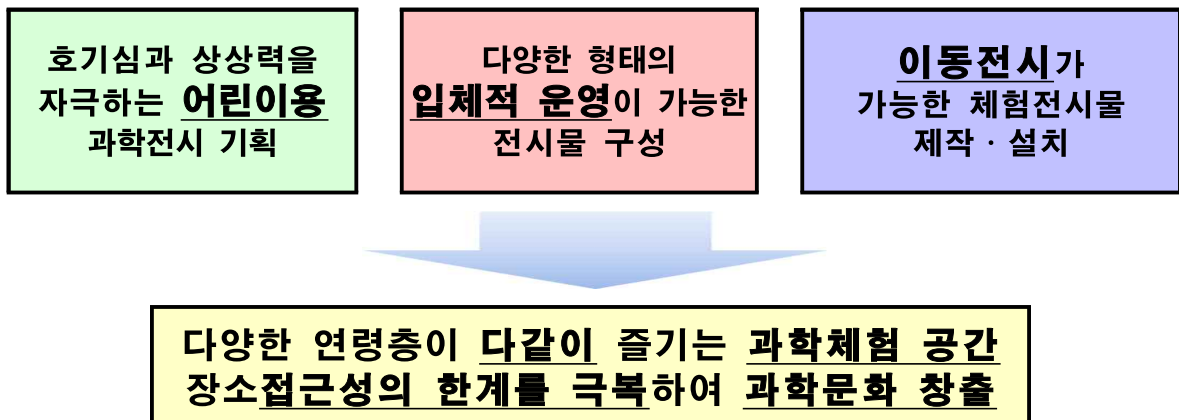 호기심과 상상력을
자극하는 어린이용
과학전시 기획
다양한 형태의
입체적 운영이 가능한
전시물 구성
이동전시가
가능한 체험전시물
제작 · 설치
다양한 연령층이 다같이 즐기는 과학체험 공간
장소접근성의 한계를 극복하여 과학문화 창출